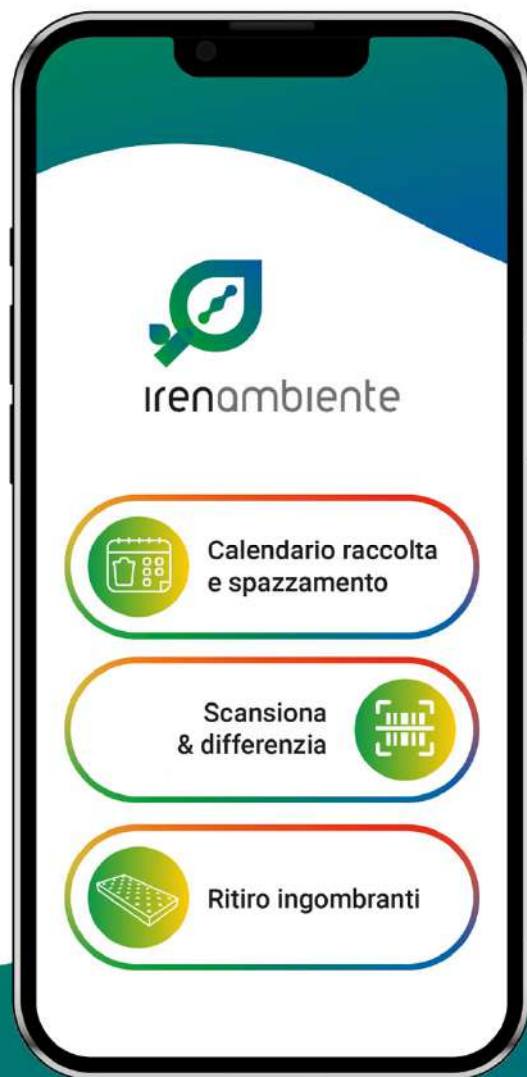 irenambiente
Calendario raccolta
e spazzamento
Scansiona
& differenzia
Ritiro ingombranti